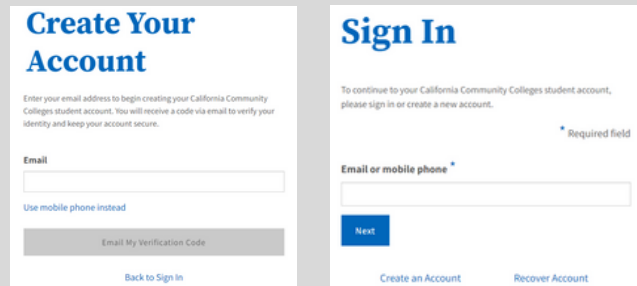 Create Your
Account
Enter your email address to begin creating your California Community
Colleges student account. You will receive a code via email to verify your
identity and keep your account secure.
Email
Use mobile phone instead
Email My Verification Code
Back to Sign In
Sign In
To continue to your California Community Colleges student account,
please sign in or create a new account.
* Required field
Email or mobile phone *
Next
Create an Account Recover Account